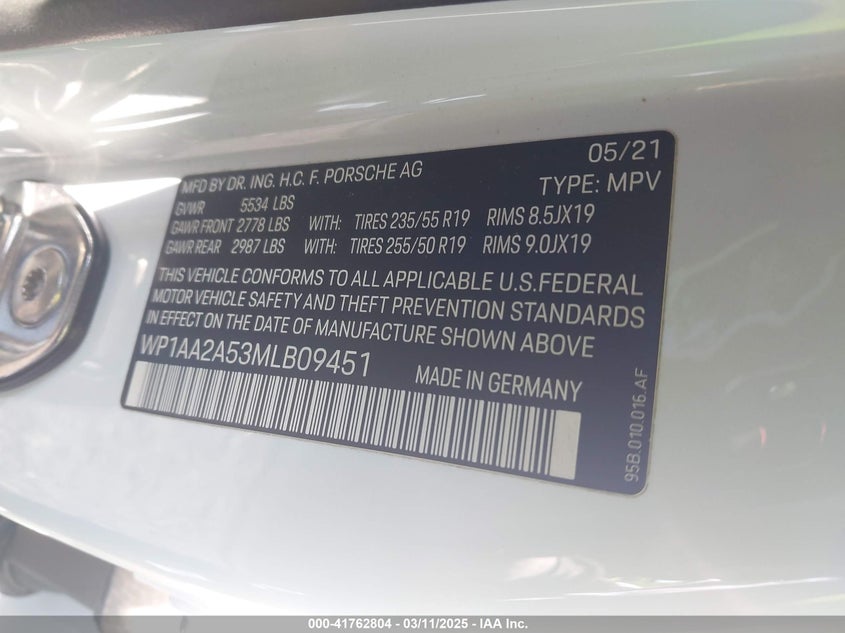 MFD BY DR. ING. H.C. F. PORSCHE AG 05/21
GVWR 5534 LBS TYPE: MPV
GAWR FRONT 2778 LBS WITH: TIRES 235/55 R19 RIMS 8.5JX19
GAWR REAR 2987 LBS WITH: TIRES 255/50 R19 RIMS 9.0JX19
THIS VEHICLE CONFORMS TO ALL APPLICABLE U.S.FEDERAL
MOTOR VEHICLE SAFETY AND THEFT PREVENTION STANDARDS
IN EFFECT ON THE DATE OF MANUFACTURE SHOWN ABOVE
WP1AA2A53MLB09451 MADE IN GERMANY
95B.010.016.AF
000-41762804 - 03/11/2025 - IAA Inc.